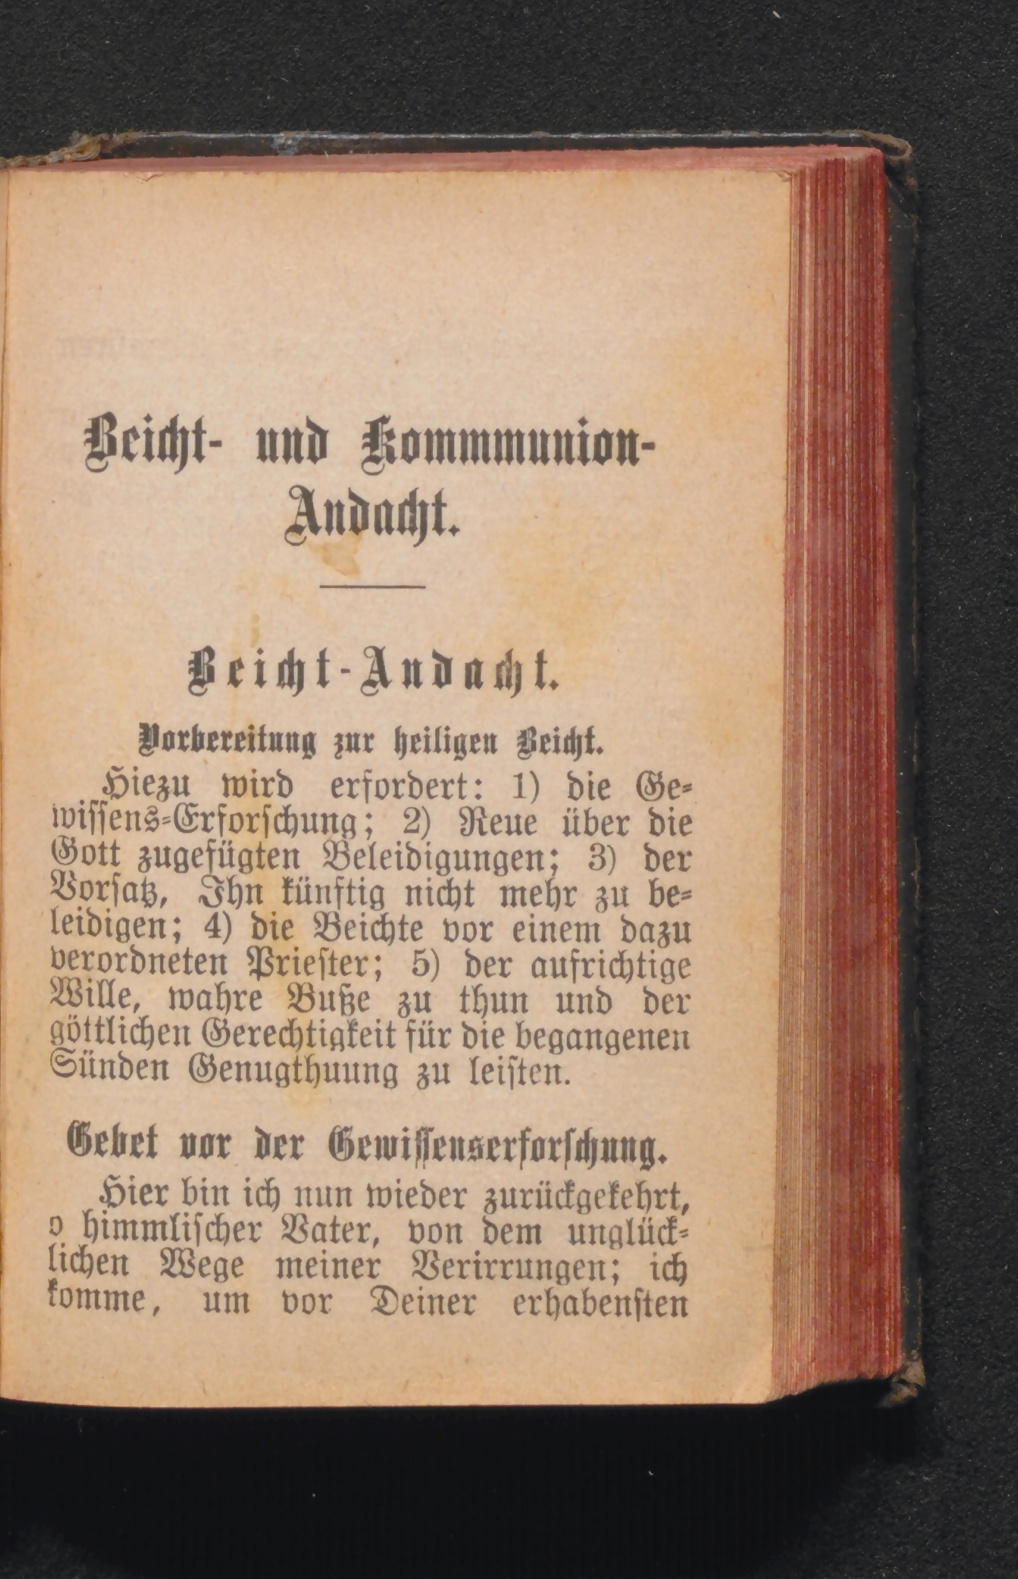 Beicht- und Kommmunion-
Andacht.
Beicht-Andacht.
Vorbereitung zur heiligen Beicht.
Hiezu wird erfordert: 1) die Ge-
wissens-Erforschung; 2) Reue über die
Gott zugefügten Beleidigungen; 3) der
Vorsatz, Ihn künftig nicht mehr zu be-
leidigen; 4) die Beichte vor einem dazu
verordneten Priester; 5) der aufrichtige
Wille, wahre Buße zu thun und der
göttlichen Gerechtigkeit für die begangenen
Sünden Genugthuung zu leisten.
Gebet vor der Gewissenserforschung.
Hier bin ich nun wieder zurückgekehrt,
o himmlischer Vater, von dem unglück-
lichen Wege meiner Verirrungen; ich
komme, um vor Deiner erhabensten